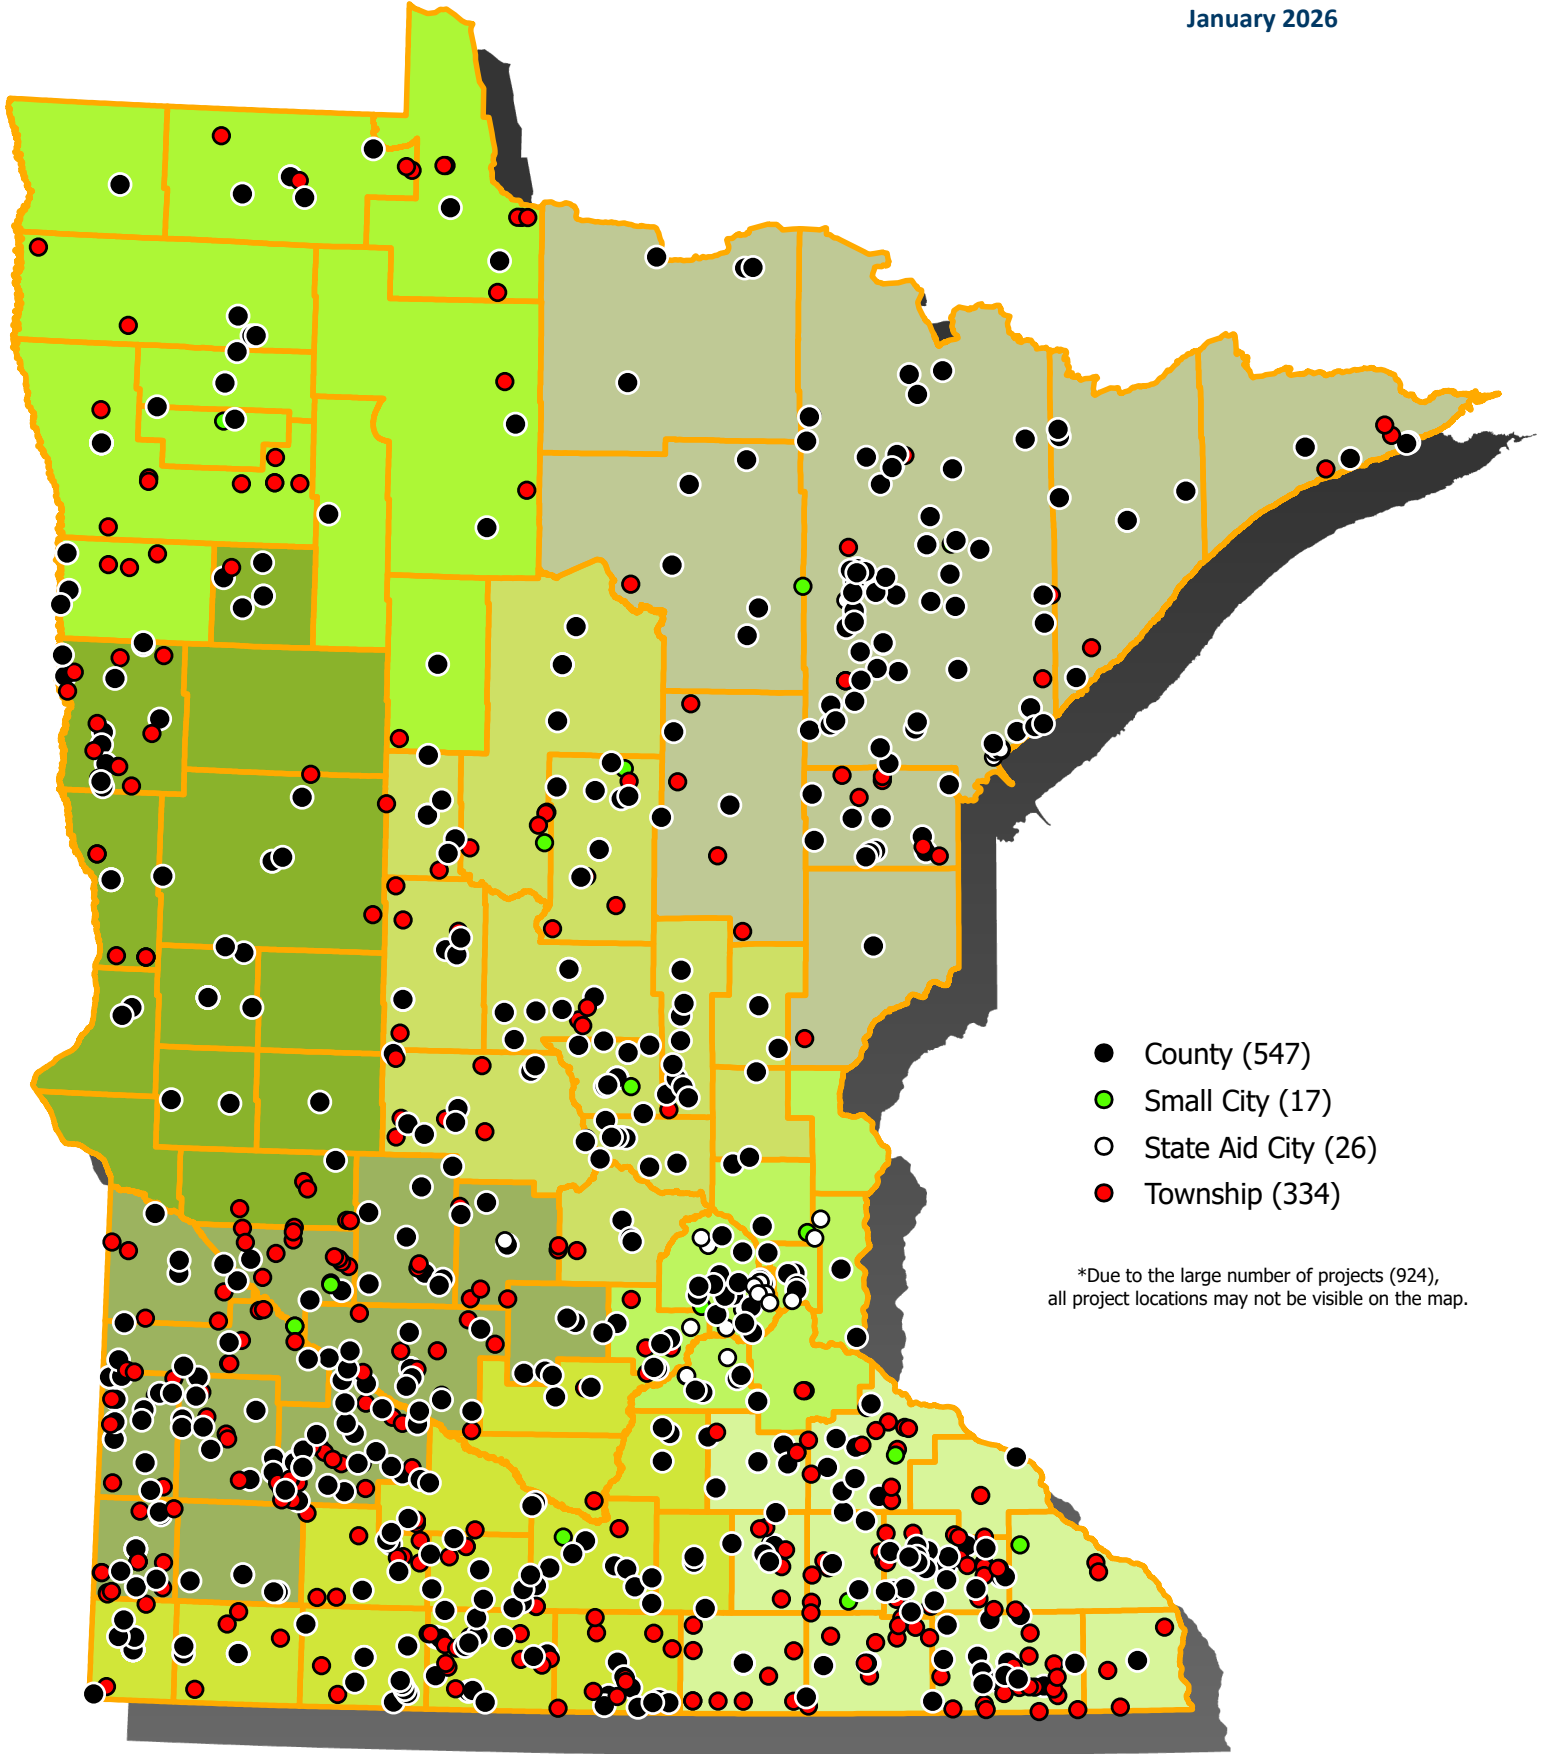 January 2026
County (547)
Small City (17)
State Aid City (26)
Township (334)
*Due to the large number of projects (924),
all project locations may not be visible on the map.